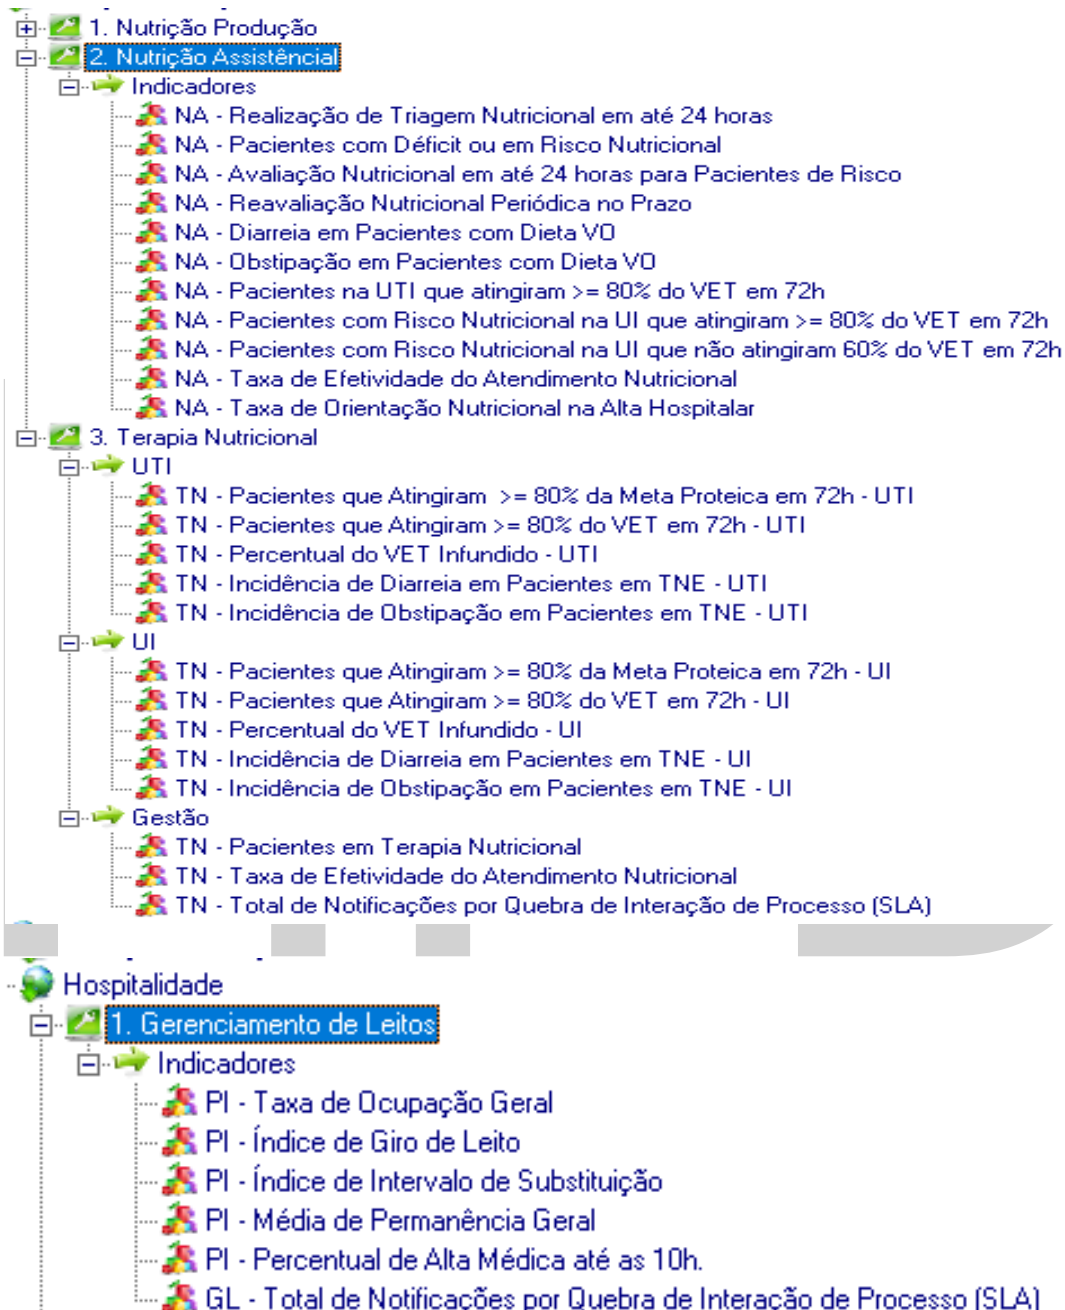 1. Nutrição Produção
2. Nutrição Assistêncial
Indicadores
NA - Realização de Triagem Nutricional em até 24 horas
NA - Pacientes com Déficit ou em Risco Nutricional
NA - Avaliação Nutricional em até 24 horas para Pacientes de Risco
NA - Reavaliação Nutricional Periódica no Prazo
NA - Diarreia em Pacientes com Dieta VO
NA - Obstipação em Pacientes com Dieta VO
NA - Pacientes na UTI que atingiram >= 80% do VET em 72h
NA - Pacientes com Risco Nutricional na UI que atingiram >= 80% do VET em 72h
NA - Pacientes com Risco Nutricional na UI que não atingiram 60% do VET em 72h
NA - Taxa de Efetividade do Atendimento Nutricional
NA - Taxa de Orientação Nutricional na Alta Hospitalar
3. Terapia Nutricional
UTI
TN - Pacientes que Atingiram >= 80% da Meta Proteica em 72h - UTI
TN - Pacientes que Atingiram >= 80% do VET em 72h - UTI
TN - Percentual do VET Infundido - UTI
TN - Incidência de Diarreia em Pacientes em TNE - UTI
TN - Incidência de Obstipação em Pacientes em TNE - UTI
UI
TN - Pacientes que Atingiram >= 80% da Meta Proteica em 72h - UI
TN - Pacientes que Atingiram >= 80% do VET em 72h - UI
TN - Percentual do VET Infundido - UI
TN - Incidência de Diarreia em Pacientes em TNE - UI
TN - Incidência de Obstipação em Pacientes em TNE - UI
Gestão
TN - Pacientes em Terapia Nutricional
TN - Taxa de Efetividade do Atendimento Nutricional
TN - Total de Notificações por Quebra de Interação de Processo (SLA)
Hospitalidade
1. Gerenciamento de Leitos
Indicadores
PI - Taxa de Ocupação Geral
PI - Índice de Giro de Leito
PI - Índice de Intervalo de Substituição
PI - Média de Permanência Geral
PI - Percentual de Alta Médica até as 10h.
GL - Total de Notificações por Quebra de Interação de Processo (SLA)